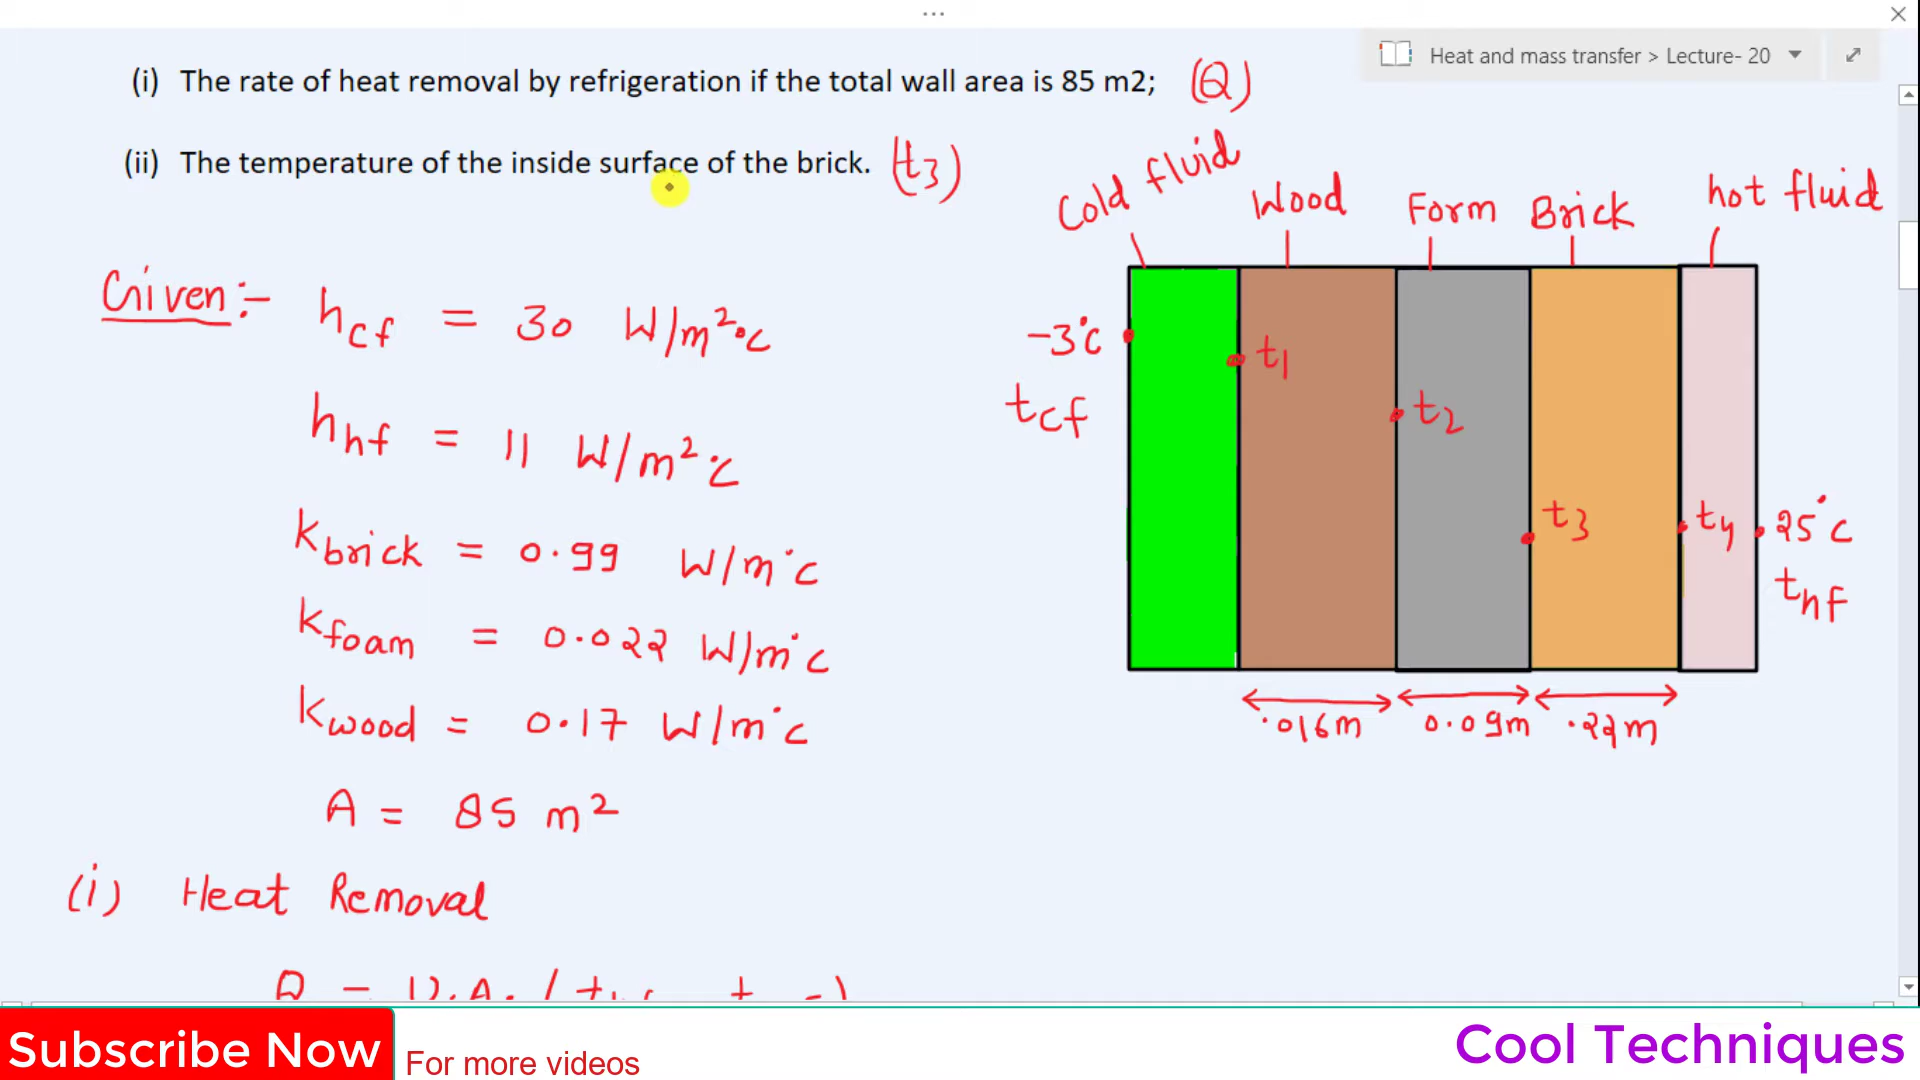 ...
Heat and mass transfer > Lecture- 20
(i) The rate of heat removal by refrigeration if the total wall area is 85 m2; (Q)
(ii) The temperature of the inside surface of the brick. (t3)
Cold fluid
Wood
Form
Brick
hot fluid
Given:-
hcf = 30 W/m²°C
hhf = 11 W/m²°C
kbrick = 0.99 W/m°C
kfoam = 0.022 W/m°C
kwood = 0.17 W/m°C
A = 85 m²
-3°C
tcf
t1
t2
t3
t4
25°C
thf
.016m
0.09m
.22m
(i) Heat Removal
Subscribe Now
For more videos
Cool Techniques